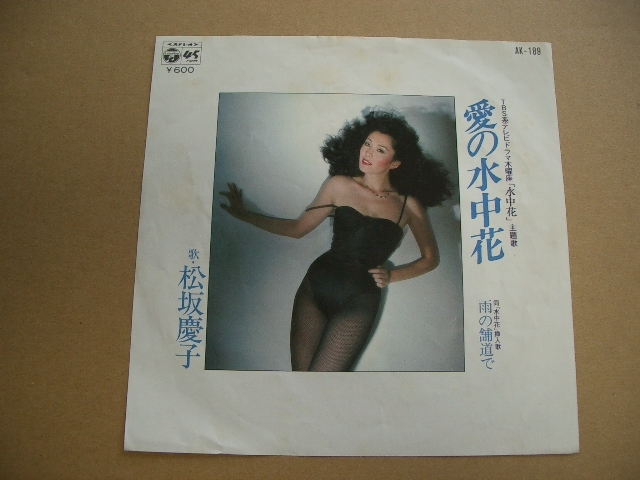 45
¥600
AK-189
TBS系テレビドラマ木曜座「水中花」主題歌
愛の水中花
同「水中花」挿入歌
雨の舗道で
歌・松坂慶子